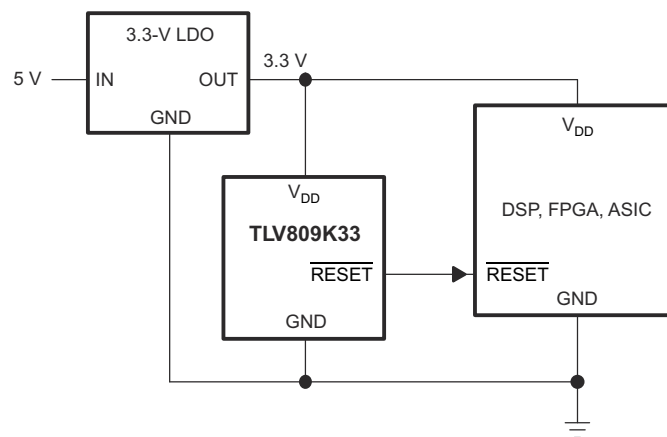 3.3-V LDO
5 V
IN
OUT
3.3 V
GND
V_DD
V_DD
TLV809K33
DSP, FPGA, ASIC
RESET
RESET
GND
GND